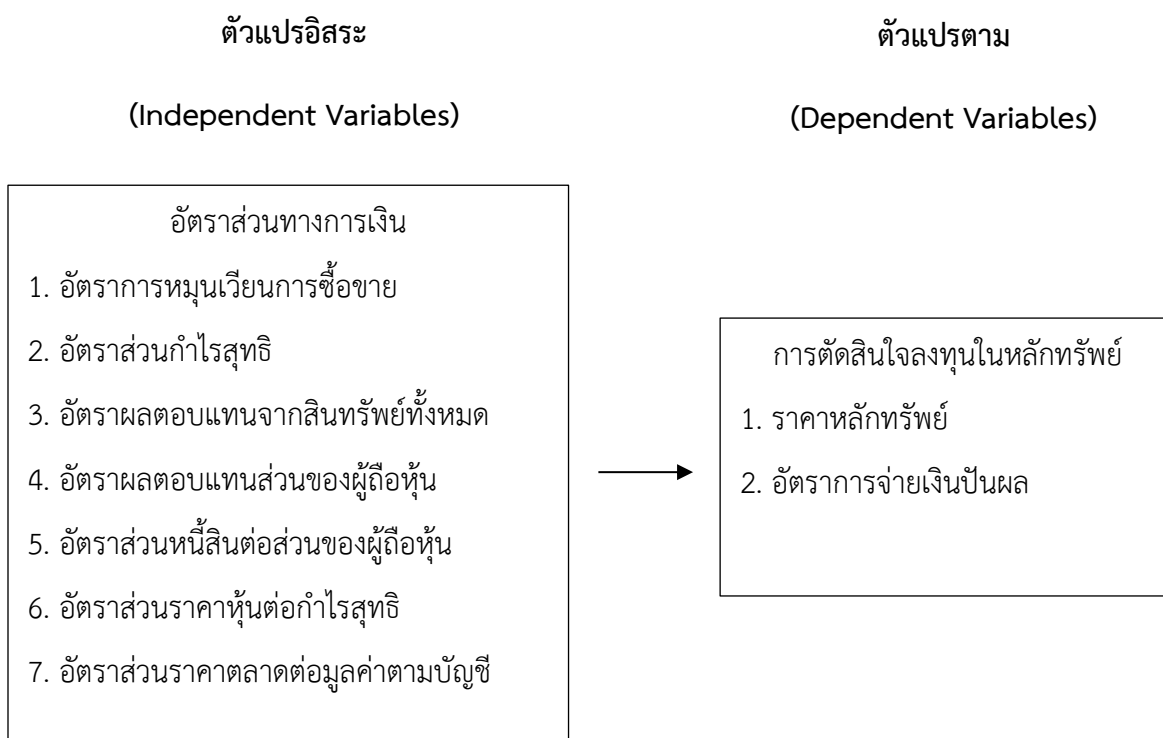 ตัวแปรอิสระ
(Independent Variables)
อัตราส่วนทางการเงิน
1. อัตราการหมุนเวียนการซื้อขาย
2. อัตราส่วนกำไรสุทธิ
3. อัตราผลตอบแทนจากสินทรัพย์ทั้งหมด
4. อัตราผลตอบแทนส่วนของผู้ถือหุ้น
5. อัตราส่วนหนี้สินต่อส่วนของผู้ถือหุ้น
6. อัตราส่วนราคาหุ้นต่อกำไรสุทธิ
7. อัตราส่วนราคาตลาดต่อมูลค่าตามบัญชี
ตัวแปรตาม
(Dependent Variables)
การตัดสินใจลงทุนในหลักทรัพย์
1. ราคาหลักทรัพย์
2. อัตราการจ่ายเงินปันผล